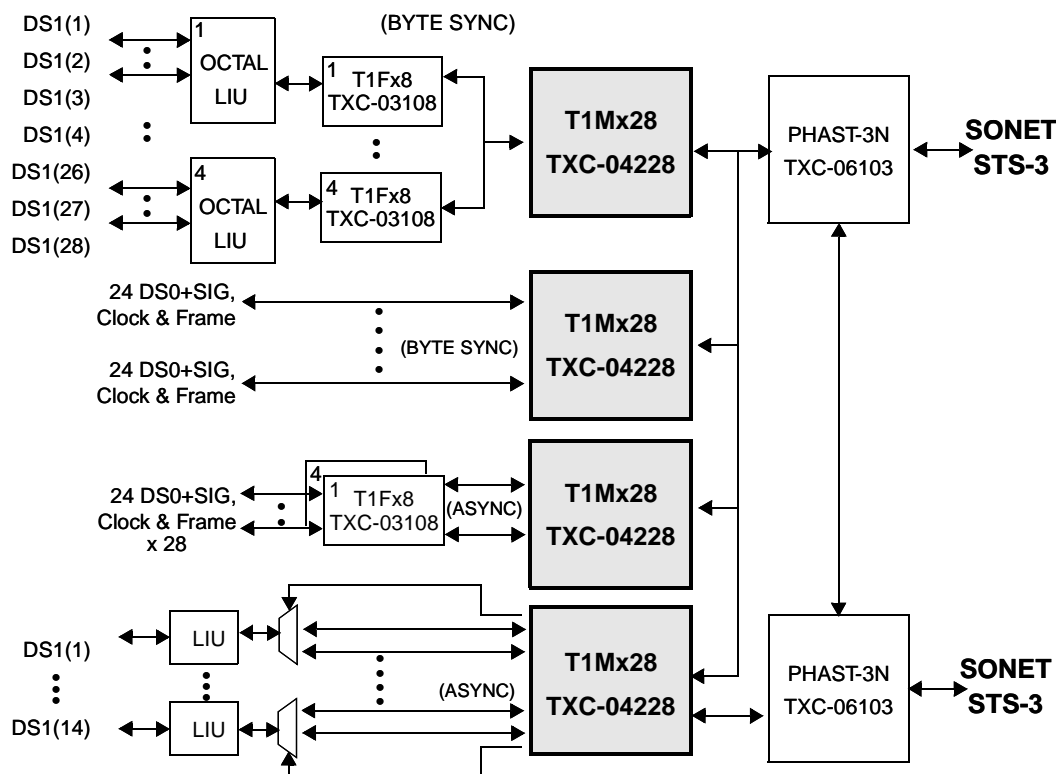 DS1(1)
DS1(2)
DS1(3)
DS1(4)
DS1(26)
DS1(27)
DS1(28)
1
OCTAL
LIU
4
OCTAL
LIU
(BYTE SYNC)
1
T1Fx8
TXC-03108
4
T1Fx8
TXC-03108
T1Mx28
TXC-04228
PHAST-3N
TXC-06103
SONET
STS-3
24 DS0+SIG,
Clock & Frame
24 DS0+SIG,
Clock & Frame
(BYTE SYNC)
T1Mx28
TXC-04228
24 DS0+SIG,
Clock & Frame
x 28
4
1
T1Fx8
TXC-03108
(ASYNC)
T1Mx28
TXC-04228
DS1(1)
DS1(14)
LIU
LIU
(ASYNC)
T1Mx28
TXC-04228
PHAST-3N
TXC-06103
SONET
STS-3